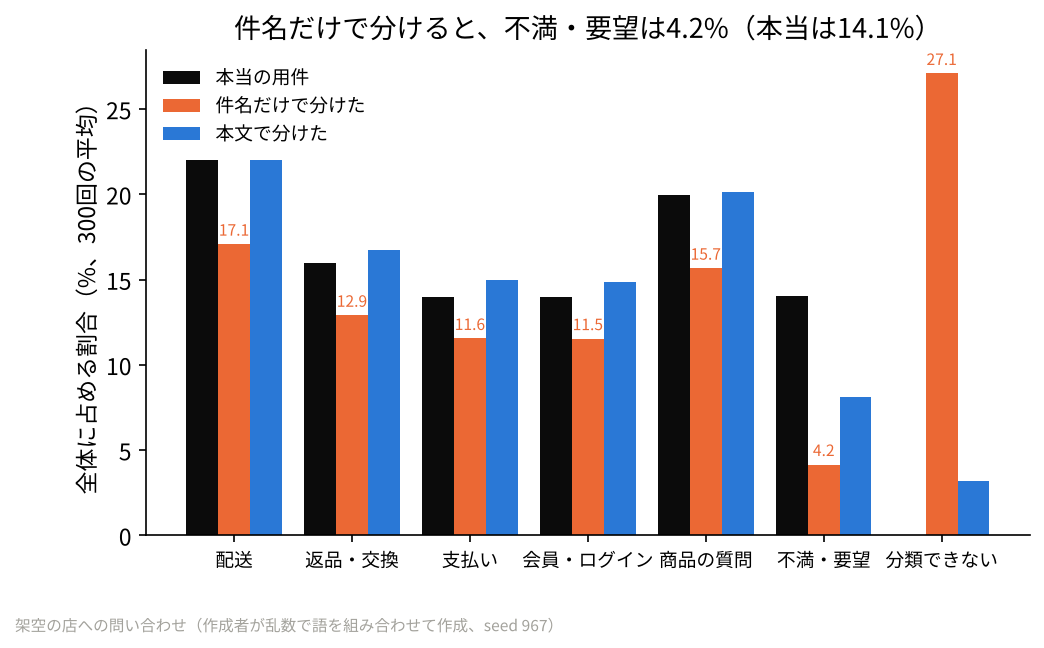 件名だけで分けると、不満・要望は4.2%（本当は14.1%）
本当の用件
件名だけで分けた
本文で分けた
全体に占める割合（%、300回の平均）
25
20
15
10
5
0
17.1
12.9
11.6
11.5
15.7
4.2
27.1
配送
返品・交換
支払い
会員・ログイン
商品の質問
不満・要望
分類できない
架空の店への問い合わせ（作成者が乱数で語を組み合わせて作成、seed 967）